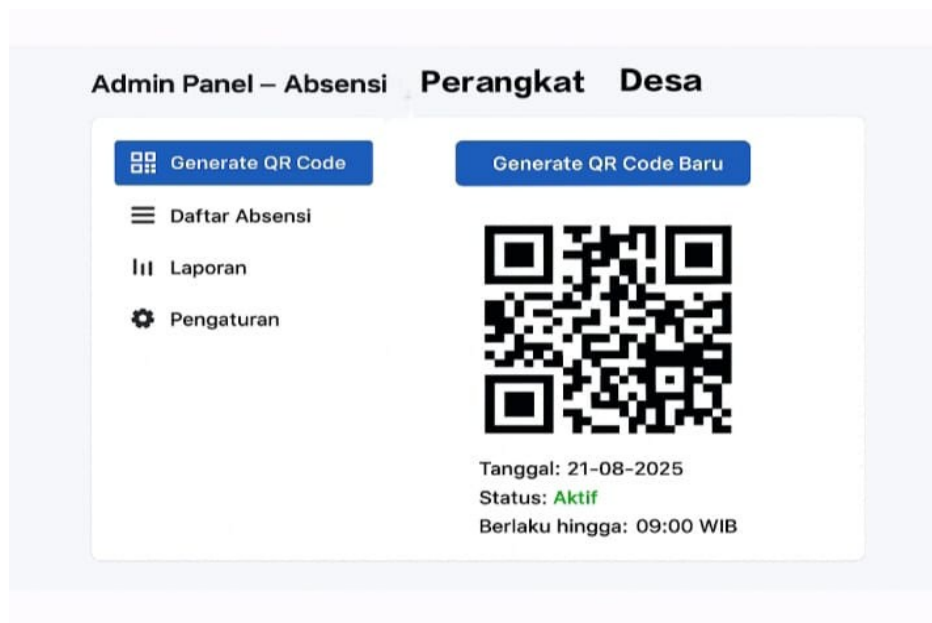 Admin Panel – Absensi Perangkat Desa
Generate QR Code
Daftar Absensi
Laporan
Pengaturan
Generate QR Code Baru
Tanggal: 21-08-2025
Status: Aktif
Berlaku hingga: 09:00 WIB